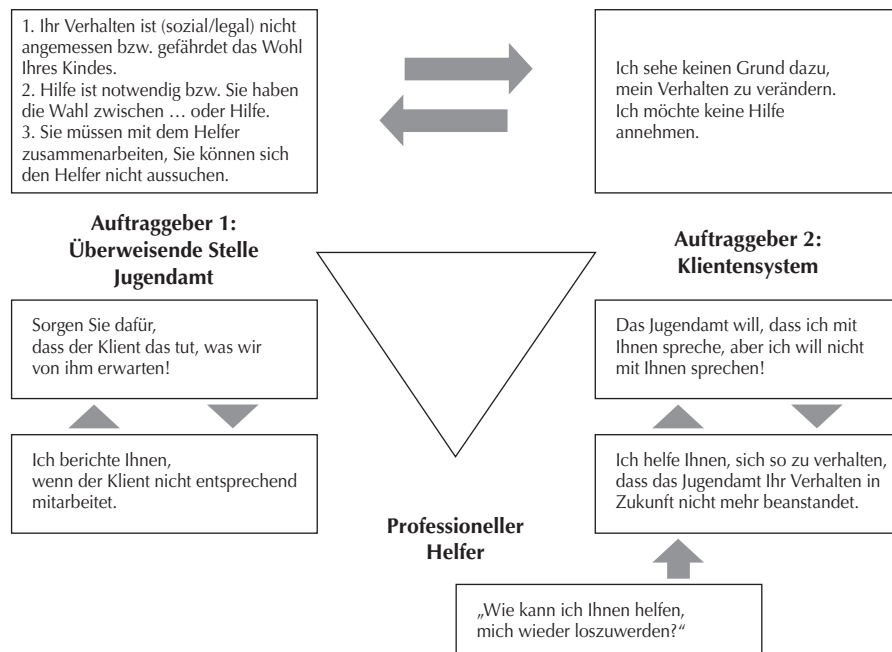 1. Ihr Verhalten ist (sozial/legal) nicht
angemessen bzw. gefährdet das Wohl
Ihres Kindes.
2. Hilfe ist notwendig bzw. Sie haben
die Wahl zwischen … oder Hilfe.
3. Sie müssen mit dem Helfer
zusammenarbeiten, Sie können sich
den Helfer nicht aussuchen.
Ich sehe keinen Grund dazu,
mein Verhalten zu verändern.
Ich möchte keine Hilfe
annehmen.
Auftraggeber 1:
Überweisende Stelle
Jugendamt
Auftraggeber 2:
Klientensystem
Sorgen Sie dafür,
dass der Klient das tut, was wir
von ihm erwarten!
Das Jugendamt will, dass ich mit
Ihnen spreche, aber ich will nicht
mit Ihnen sprechen!
Ich berichte Ihnen,
wenn der Klient nicht entsprechend
mitarbeitet.
Ich helfe Ihnen, sich so zu verhalten,
dass das Jugendamt Ihr Verhalten in
Zukunft nicht mehr beanstandet.
Professioneller
Helfer
„Wie kann ich Ihnen helfen,
mich wieder loszuwerden?“